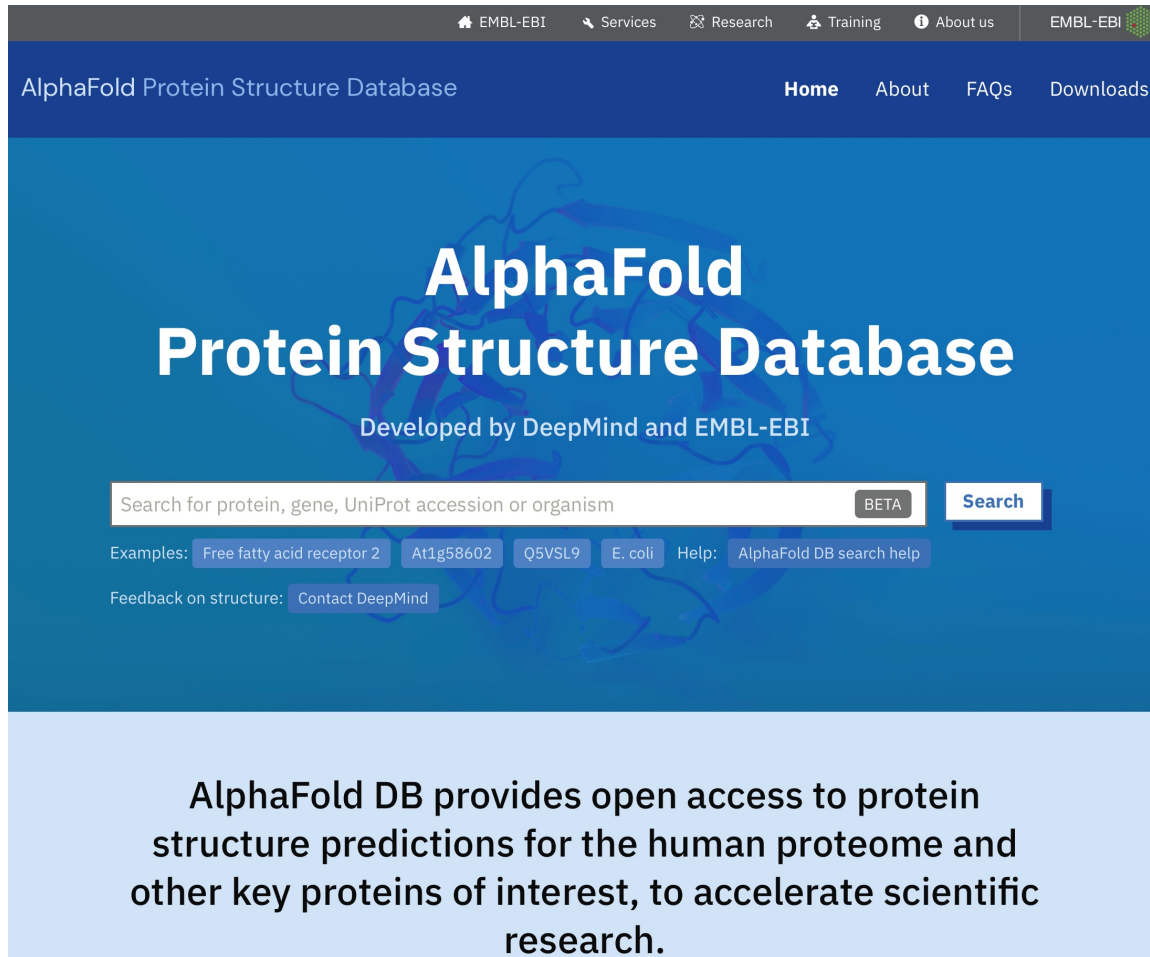 EMBL-EBI Services Research Training About us EMBL-EBI
AlphaFold Protein Structure Database Home About FAQs Downloads
AlphaFold
Protein Structure Database
Developed by DeepMind and EMBL-EBI
Search for protein, gene, UniProt accession or organism BETA Search
Examples: Free fatty acid receptor 2 At1g58602 Q5VSL9 E. coli Help: AlphaFold DB search help
Feedback on structure: Contact DeepMind
AlphaFold DB provides open access to protein
structure predictions for the human proteome and
other key proteins of interest, to accelerate scientific
research.